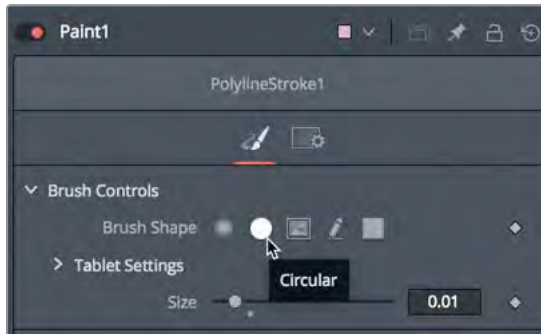 Paint1
PolylineStroke1
Brush Controls
Brush Shape
Tablet Settings
Circular
Size 0.01